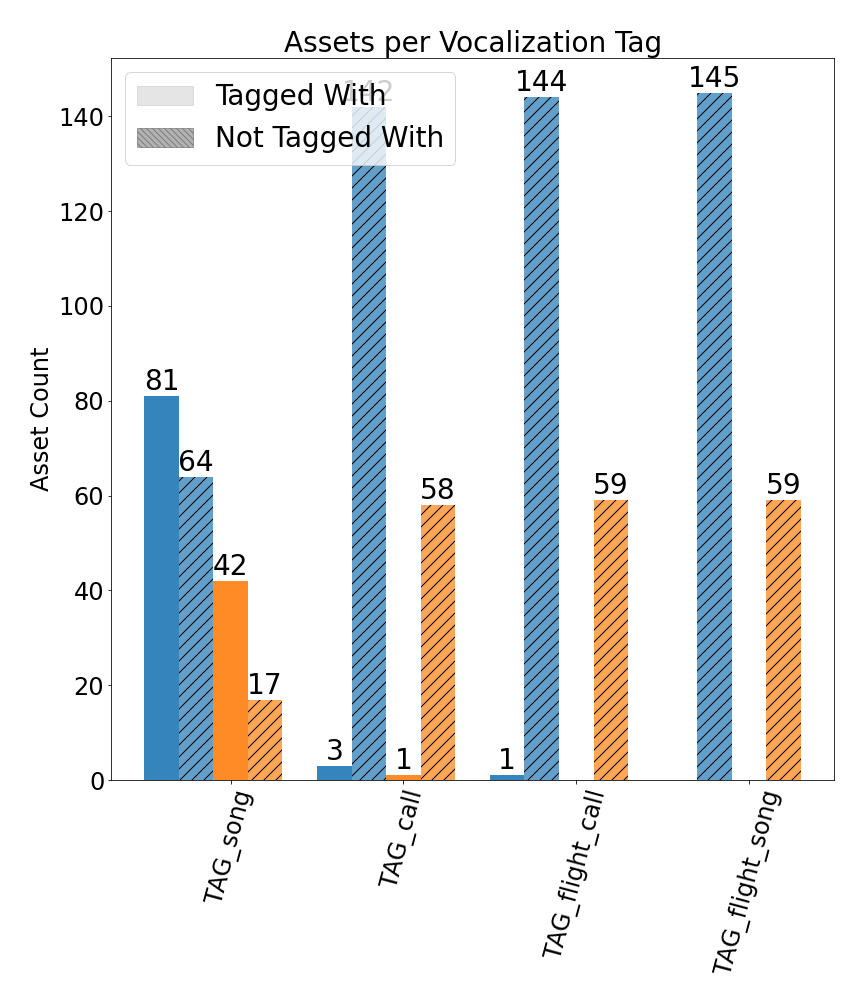 Assets per Vocalization Tag
Tagged With
Not Tagged With
Asset Count
140
120
100
80
60
40
20
0
81
64
42
17
3
142
1
58
1
144
59
145
59
TAG_song
TAG_call
TAG_flight_call
TAG_flight_song